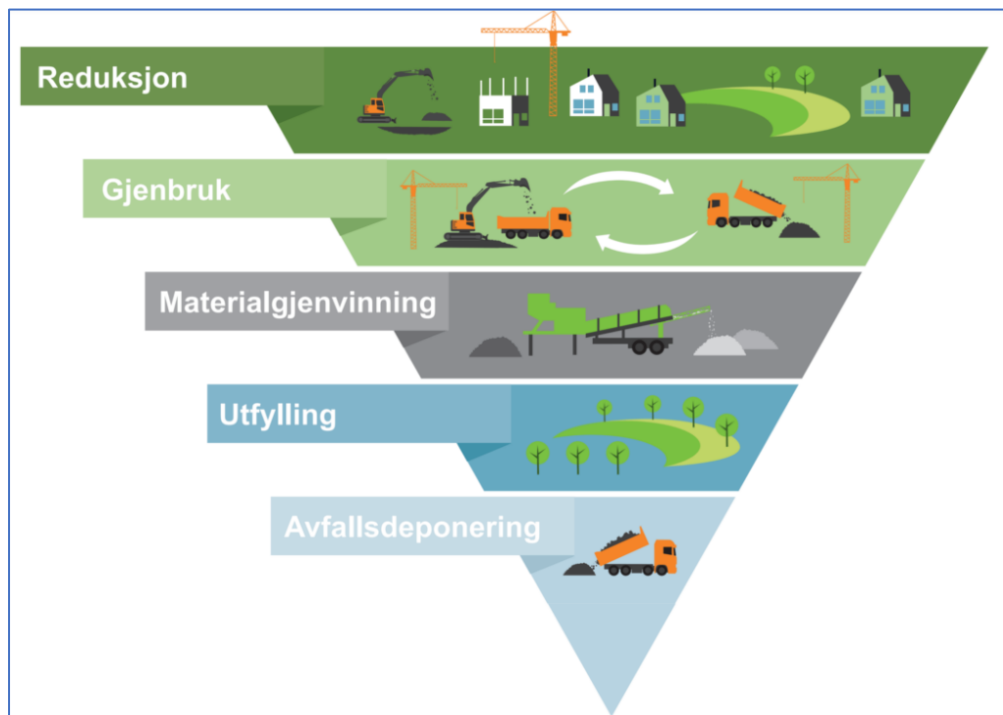 Reduksjon
Gjenbruk
Materialgjenvinning
Utfylling
Avfallsdeponering